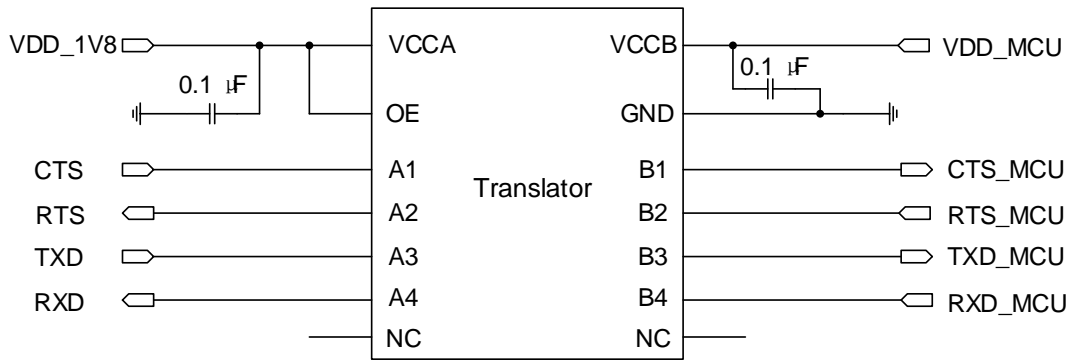 VDD_1V8 VCCA VCCB VDD_MCU
0.1 μF 0.1 μF
OE GND
CTS A1 B1 CTS_MCU
Translator
RTS A2 B2 RTS_MCU
TXD A3 B3 TXD_MCU
RXD A4 B4 RXD_MCU
NC NC